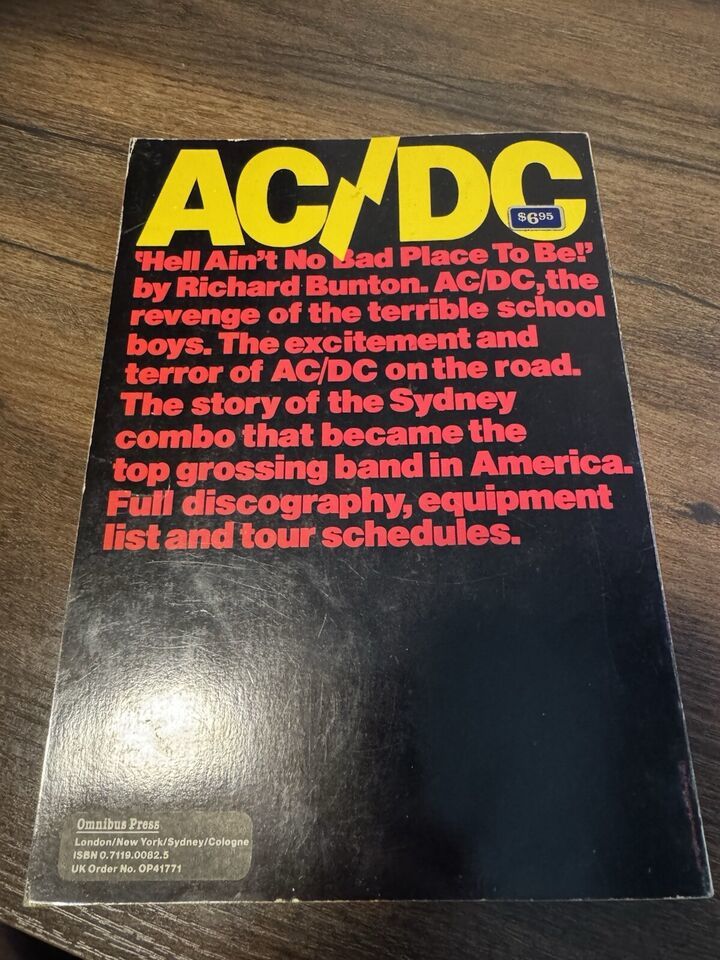 AC/DC
$6.95
‘Hell Ain’t No Bad Place To Be!’
by Richard Bunton. AC/DC, the
revenge of the terrible school
boys. The excitement and
terror of AC/DC on the road.
The story of the Sydney
combo that became the
top grossing band in America.
Full discography, equipment
list and tour schedules.
Omnibus Press
London/New York/Sydney/Cologne
ISBN 0.7119.0082.5
UK Order No. OP41771